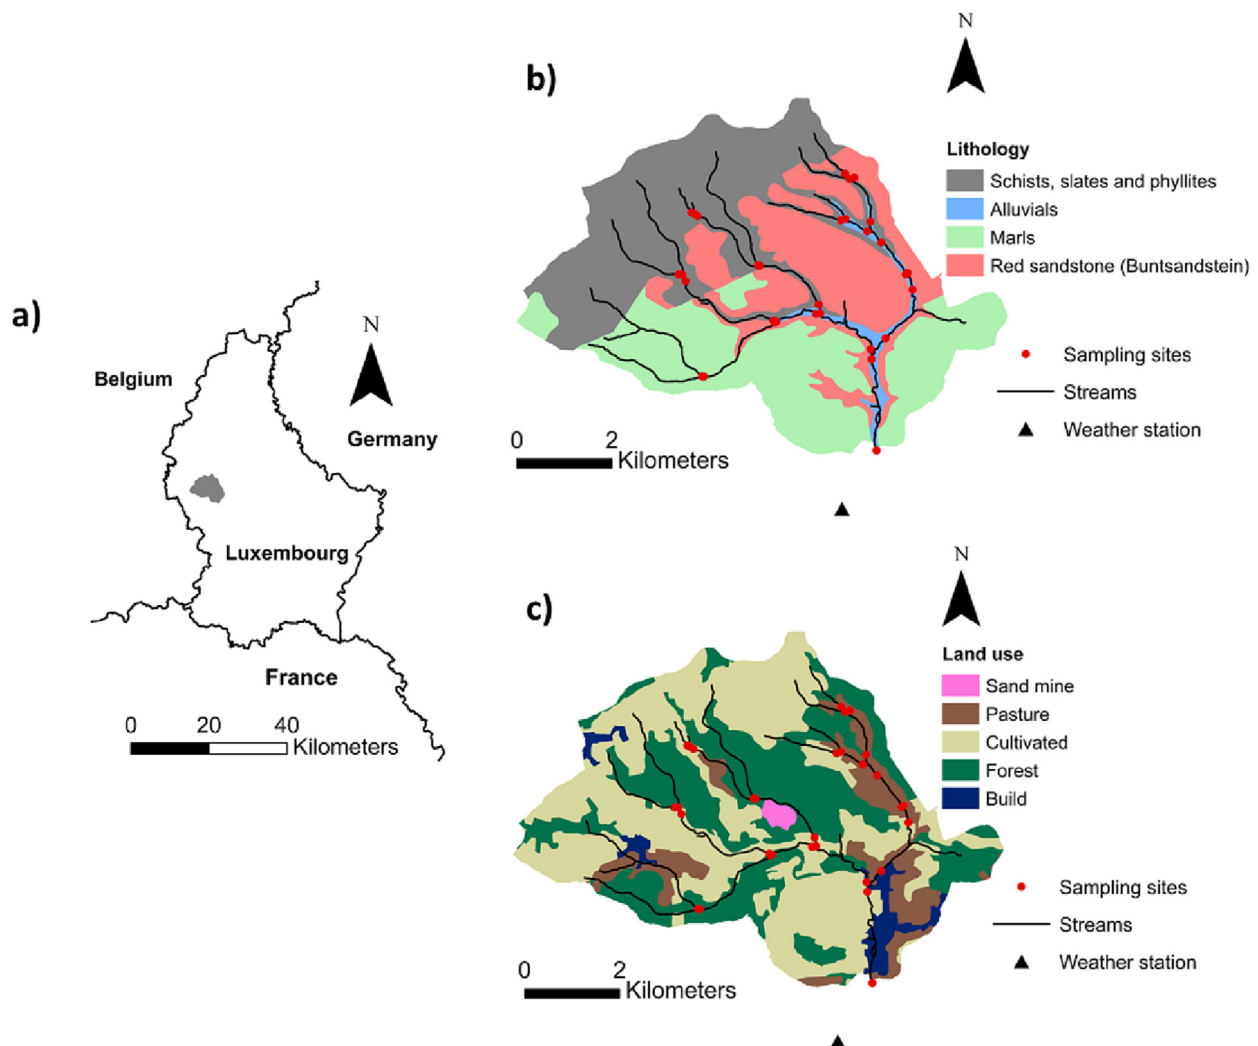 a)
N
Belgium
Germany
Luxembourg
France
0 20 40
Kilometers
b)
N
Lithology
Schists, slates and phyllites
Alluvials
Marls
Red sandstone (Buntsandstein)
Sampling sites
Streams
Weather station
0 2
Kilometers
c)
N
Land use
Sand mine
Pasture
Cultivated
Forest
Build
Sampling sites
Streams
Weather station
0 2
Kilometers